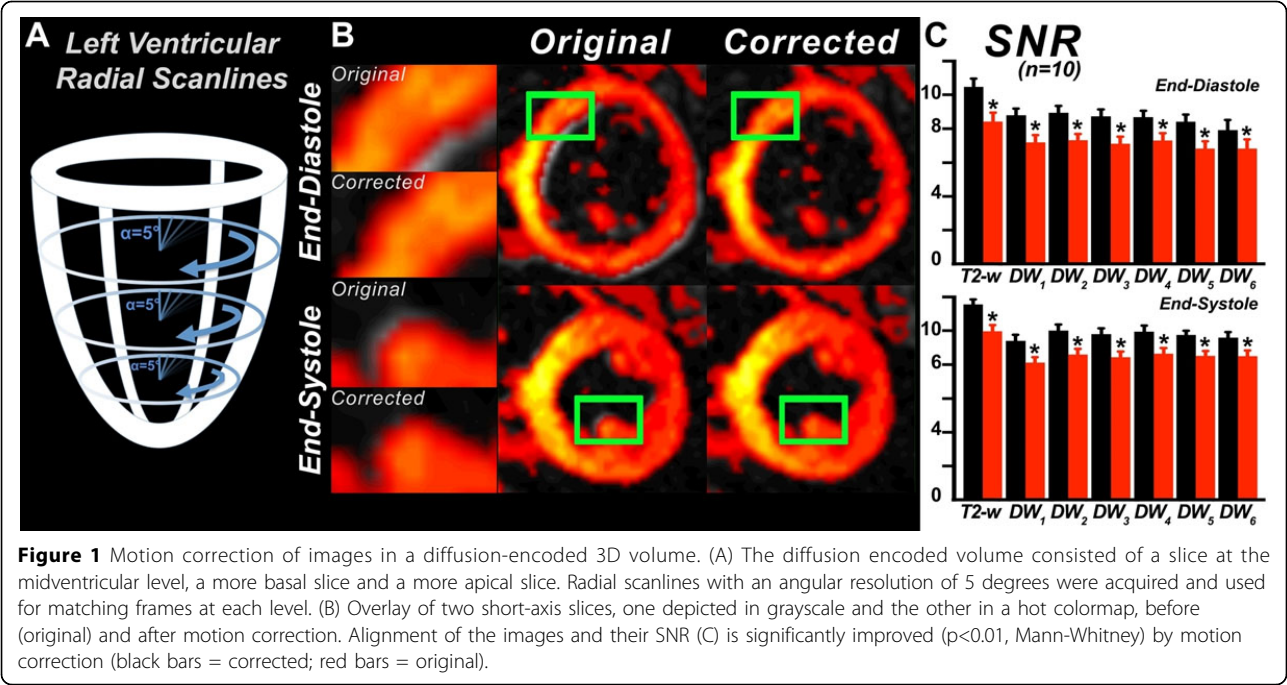 A
Left Ventricular
Radial Scanlines
α=5°
α=5°
α=5°
B
Original
Corrected
End-Diastole
Original
Corrected
End-Systole
Original
Corrected
C
SNR
(n=10)
End-Diastole
10
8
4
0
* * * * * * *
T2-w DW1 DW2 DW3 DW4 DW5 DW6
End-Systole
10
6
4
0
* * * * * * *
T2-w DW1 DW2 DW3 DW4 DW5 DW6
Figure 1 Motion correction of images in a diffusion-encoded 3D volume. (A) The diffusion encoded volume consisted of a slice at the
midventricular level, a more basal slice and a more apical slice. Radial scanlines with an angular resolution of 5 degrees were acquired and used
for matching frames at each level. (B) Overlay of two short-axis slices, one depicted in grayscale and the other in a hot colormap, before
(original) and after motion correction. Alignment of the images and their SNR (C) is significantly improved (p<0.01, Mann-Whitney) by motion
correction (black bars = corrected; red bars = original).